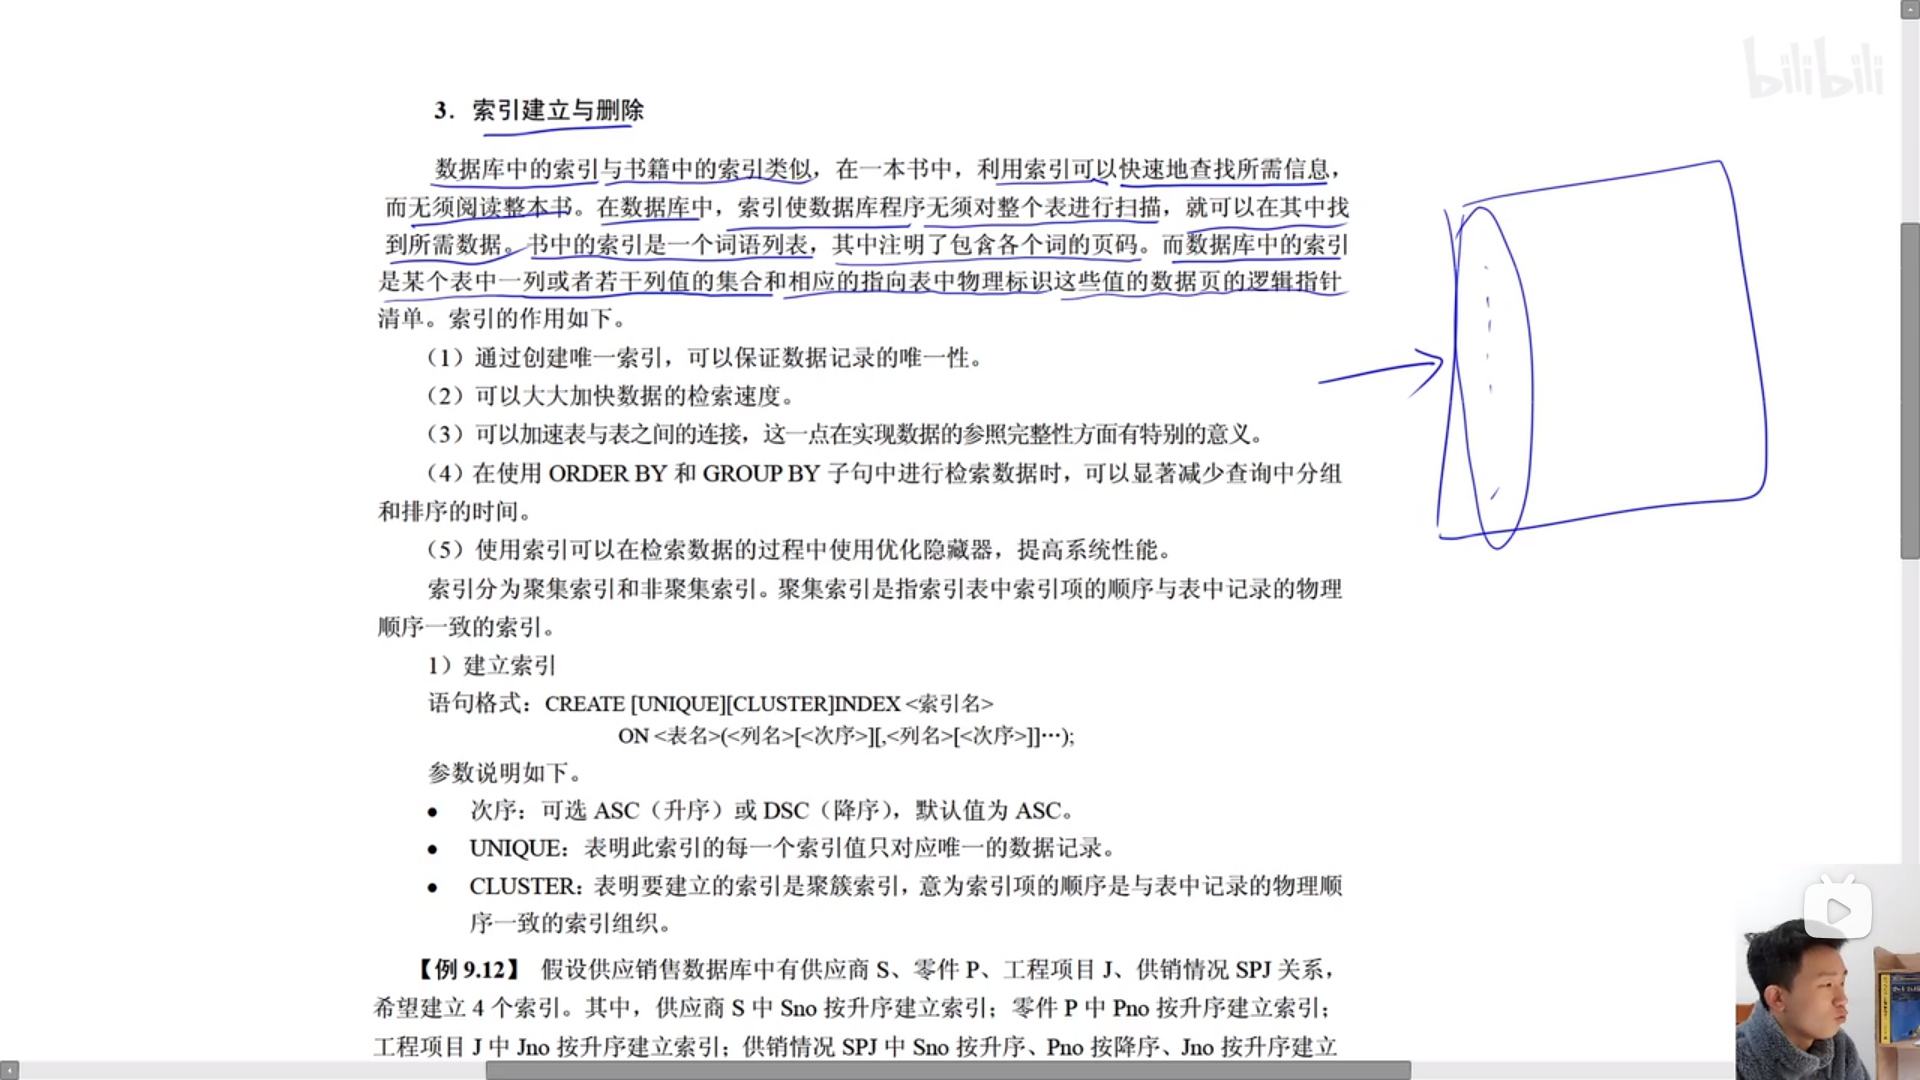 bilibili
3．索引建立与删除
数据库中的索引与书籍中的索引类似，在一本书中，利用索引可以快速地查找所需信息，
而无须阅读整本书。在数据库中，索引使数据库程序无须对整个表进行扫描，就可以在其中找
到所需数据。书中的索引是一个词语列表，其中注明了包含各个词的页码。而数据库中的索引
是某个表中一列或者若干列值的集合和相应的指向表中物理标识这些值的数据页的逻辑指针
清单。索引的作用如下。
（1）通过创建唯一索引，可以保证数据记录的唯一性。
（2）可以大大加快数据的检索速度。
（3）可以加速表与表之间的连接，这一点在实现数据的参照完整性方面有特别的意义。
（4）在使用 ORDER BY 和 GROUP BY 子句中进行检索数据时，可以显著减少查询中分组
和排序的时间。
（5）使用索引可以在检索数据的过程中使用优化隐藏器，提高系统性能。
索引分为聚集索引和非聚集索引。聚集索引是指索引表中索引项的顺序与表中记录的物理
顺序一致的索引。
1）建立索引
语句格式：CREATE [UNIQUE][CLUSTER]INDEX <索引名>
ON <表名>(<列名>[<次序>][,<列名>[<次序>]]…);
参数说明如下。
● 次序：可选 ASC（升序）或 DSC（降序），默认值为 ASC。
● UNIQUE：表明此索引的每一个索引值只对应唯一的数据记录。
● CLUSTER：表明要建立的索引是聚簇索引，意为索引项的顺序是与表中记录的物理顺
序一致的索引组织。
【例 9.12】 假设供应销售数据库中有供应商 S、零件 P、工程项目 J、供销情况 SPJ 关系，
希望建立 4 个索引。其中，供应商 S 中 Sno 按升序建立索引；零件 P 中 Pno 按升序建立索引；
工程项目 J 中 Jno 按升序建立索引；供销情况 SPJ 中 Sno 按升序、Pno 按降序、Jno 按升序建立